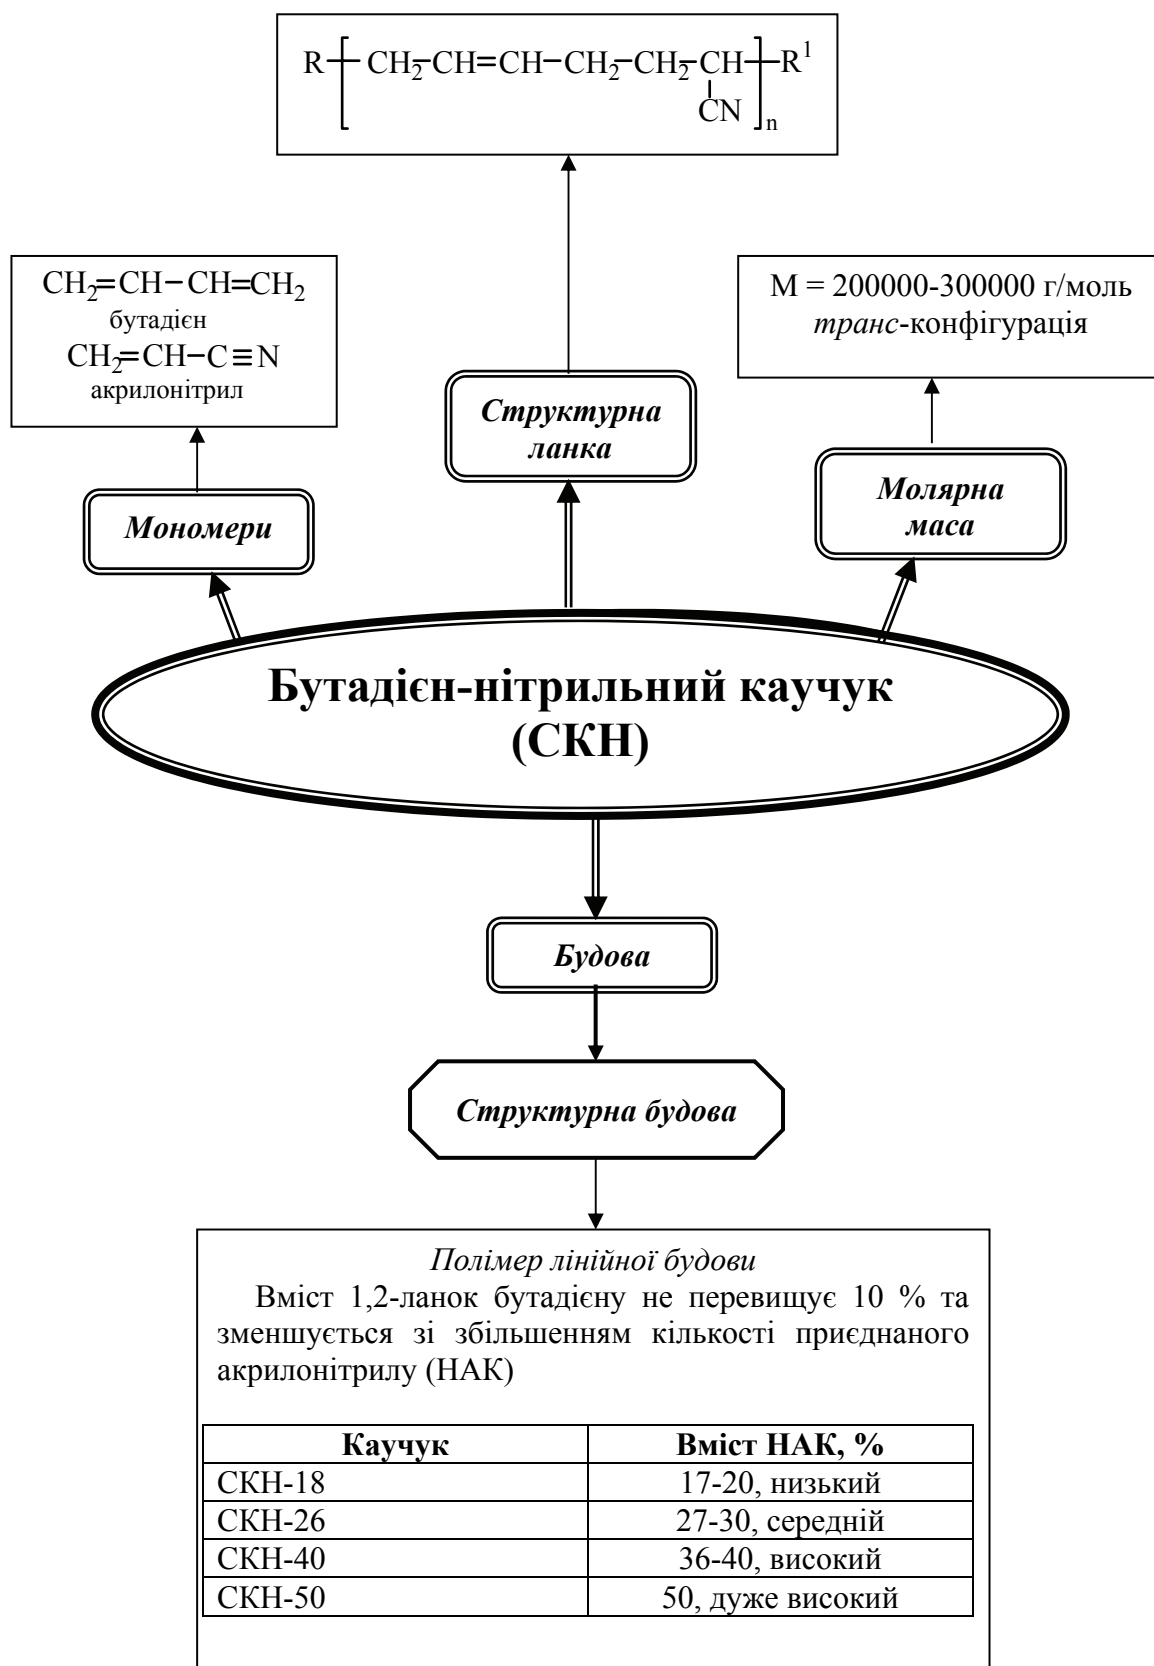 R[CH2-CH=CH-CH2-CH2-CH]R1
CN
n
CH2=CH-CH=CH2
бутадієн
CH2=CH-C≡N
акрилонітрил
M = 200000-300000 г/моль
транс-конфігурація
Структурна
ланка
Молярна
маса
Мономери
Бутадієн-нітрильний каучук
(СКН)
Будова
Структурна будова
Полімер лінійної будови
Вміст 1,2-ланок бутадієну не перевищує 10 % та
зменшується зі збільшенням кількості приєднаного
акрилонітрилу (НАК)
Каучук Вміст НАК, %
СКН-18 17-20, низький
СКН-26 27-30, середній
СКН-40 36-40, високий
СКН-50 50, дуже високий